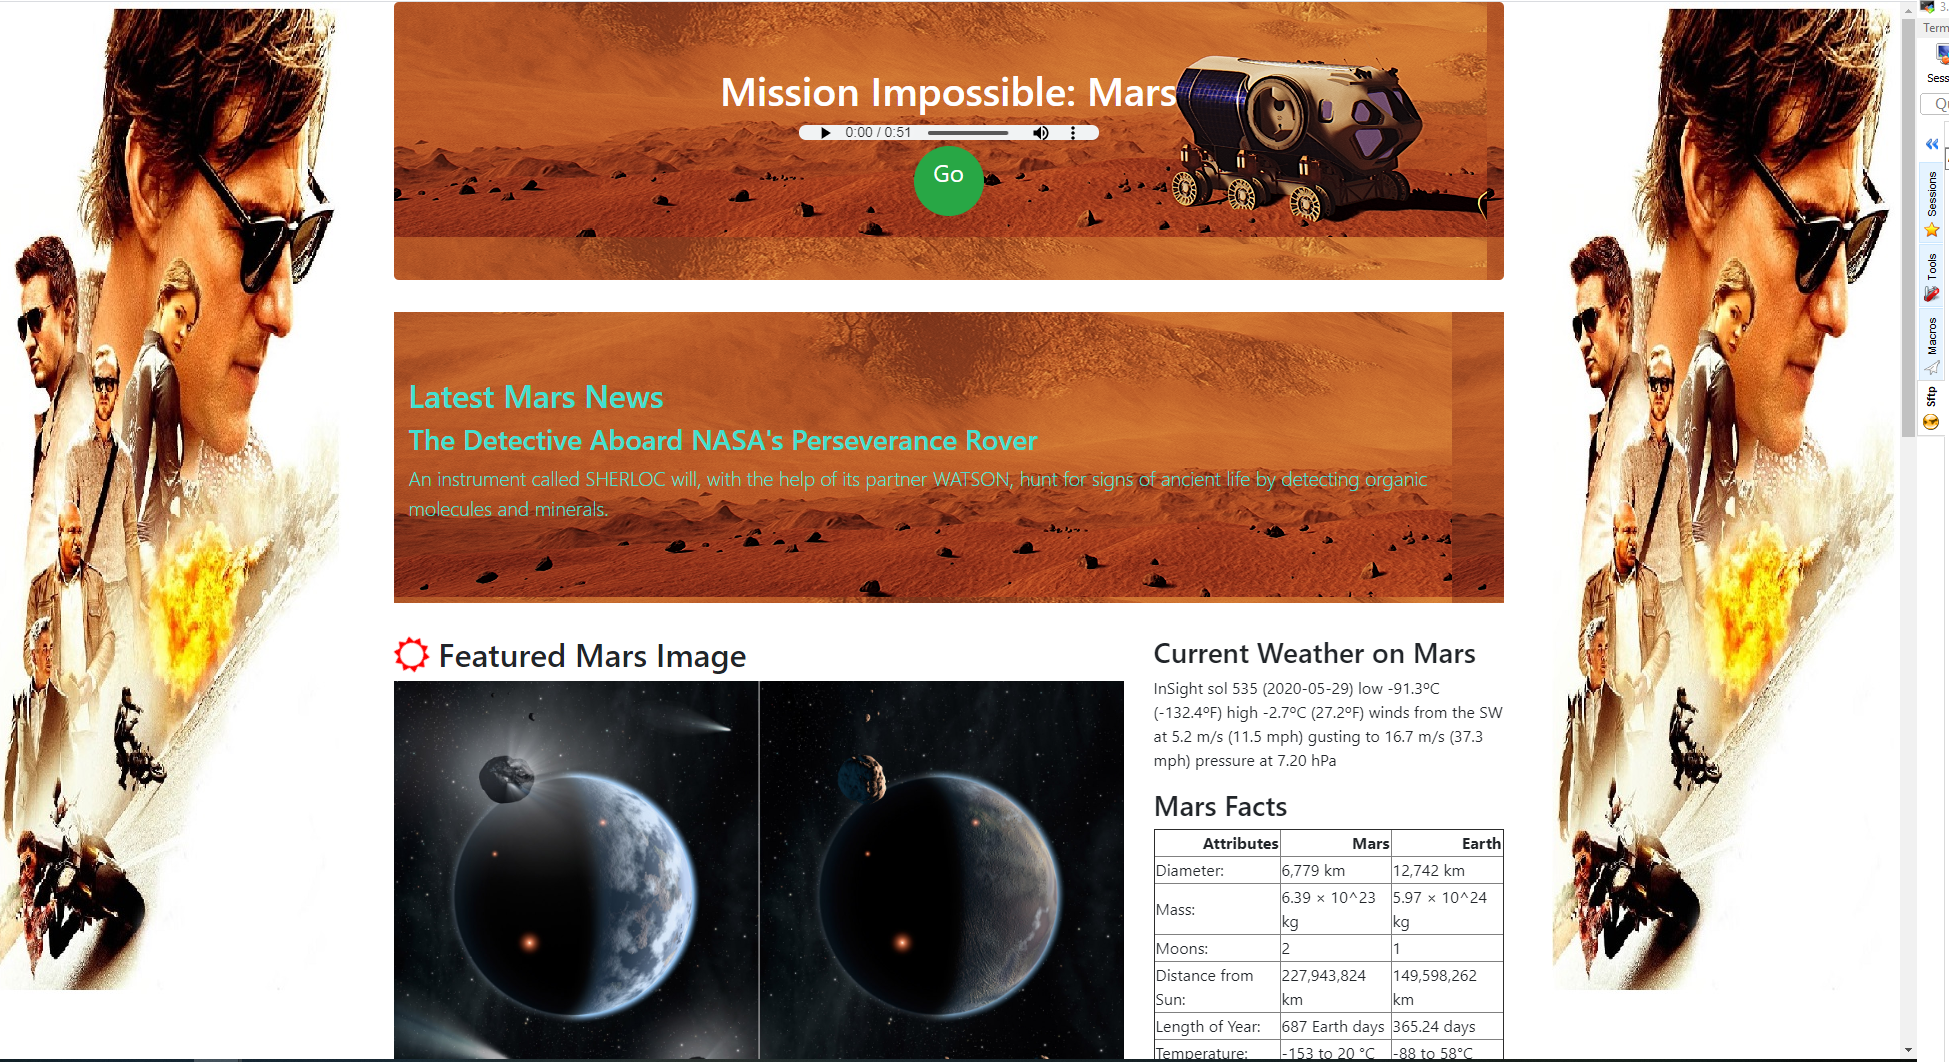 Mission Impossible: Mars
0:00 / 0:51
Go
Latest Mars News
The Detective Aboard NASA's Perseverance Rover
An instrument called SHERLOC will, with the help of its partner WATSON, hunt for signs of ancient life by detecting organic
molecules and minerals.
Featured Mars Image
Current Weather on Mars
InSight sol 535 (2020-05-29) low -91.3ºC
(-132.4ºF) high -2.7ºC (27.2ºF) winds from the SW
at 5.2 m/s (11.5 mph) gusting to 16.7 m/s (37.3
mph) pressure at 7.20 hPa
Mars Facts
Attributes Mars Earth
Diameter: 6,779 km 12,742 km
Mass: 6.39 × 10^23 kg 5.97 × 10^24 kg
Moons: 2 1
Distance from Sun: 227,943,824 km 149,598,262 km
Length of Year: 687 Earth days 365.24 days
Temperature: -153 to 20 °C -88 to 58°C
3.
Term
Sess
Qu
Sessions
Tools
Macros
Sftp